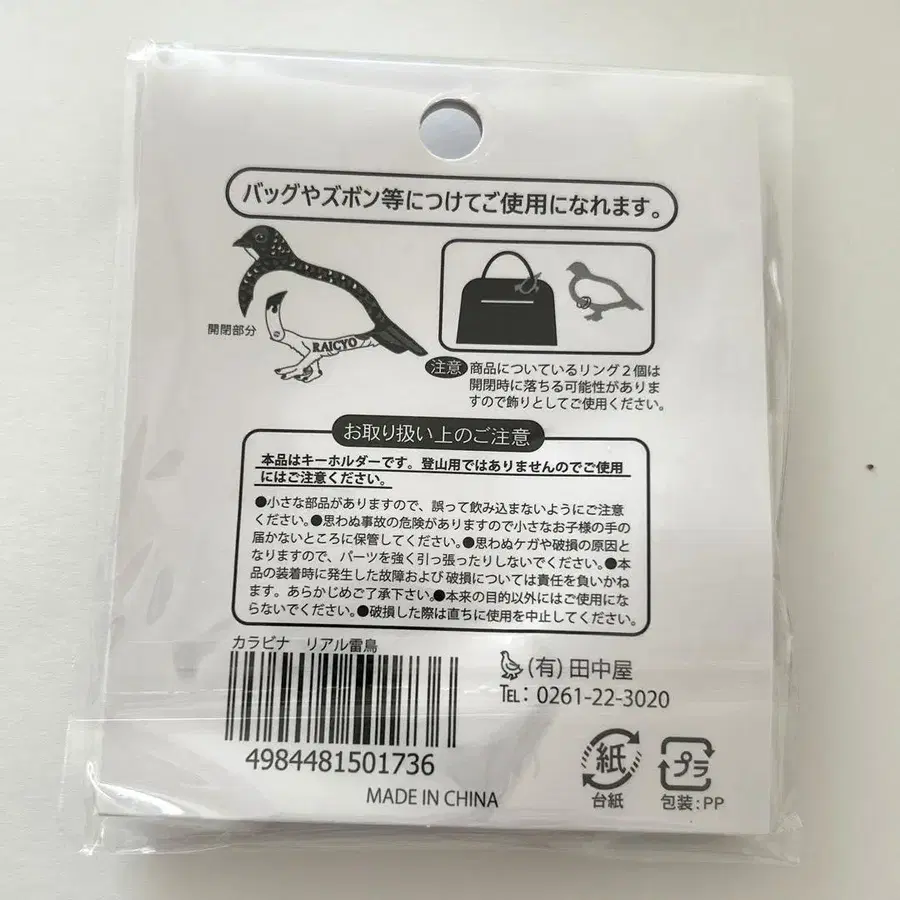 バッグやズボン等につけてご使用になれます。
開閉部分
RAICYO
注意 商品についているリング２個は
開閉時に落ちる可能性がありま
すので飾りとしてご使用ください。
お取り扱い上のご注意
本品はキーホルダーです。登山用ではありませんのでご使用
にはご注意ください。
●小さな部品がありますので、誤って飲み込まないようにご注意
ください。●思わぬ事故の危険がありますので小さなお子様の手の
届かないところに保管してください。●思わぬケガや破損の原因と
なりますので、パーツを強く引っ張ったりしないでください。●本
品の装着時に発生した故障および破損については責任を負いかね
ます。あらかじめご了承下さい。●本来の目的以外にはご使用にな
らないでください。●破損した際は直ちに使用を中止してください。
カラビナ　リアル雷鳥
4984481501736
MADE IN CHINA
(有) 田中屋
TEL: 0261-22-3020
紙
台紙
プラ
包装:PP